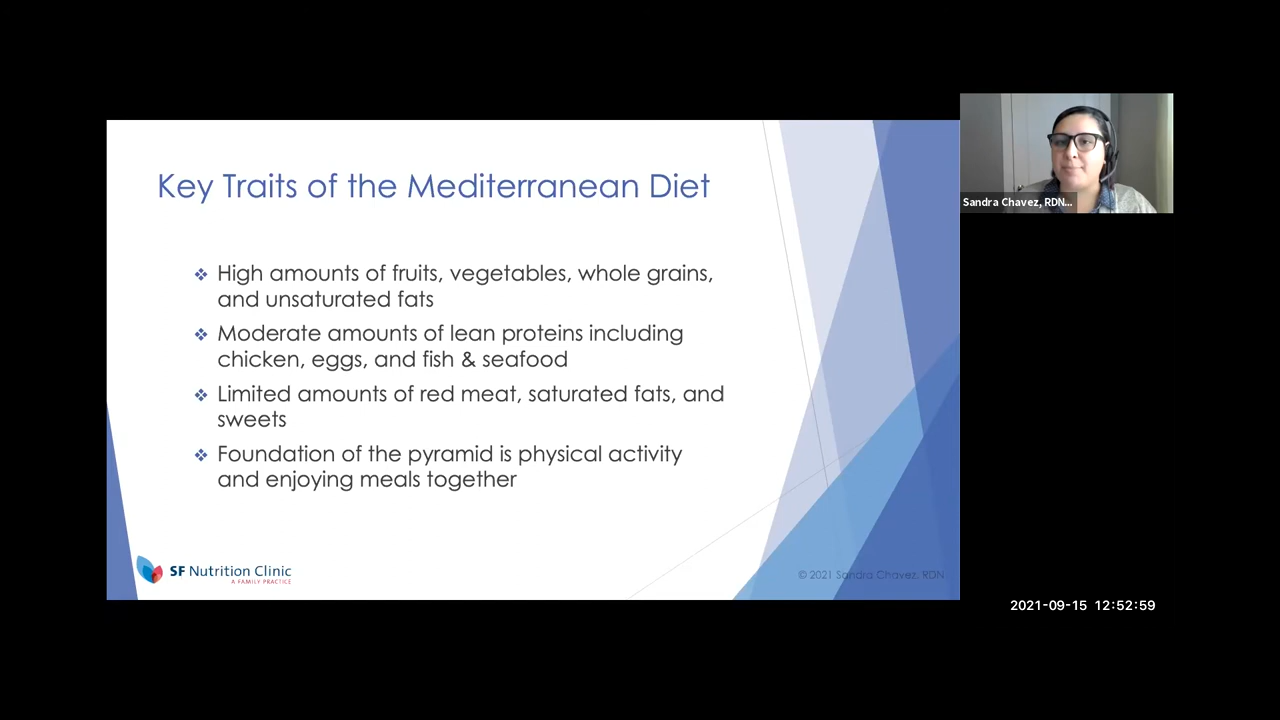 Key Traits of the Mediterranean Diet
❖ High amounts of fruits, vegetables, whole grains,
and unsaturated fats
❖ Moderate amounts of lean proteins including
chicken, eggs, and fish & seafood
❖ Limited amounts of red meat, saturated fats, and
sweets
❖ Foundation of the pyramid is physical activity
and enjoying meals together
SF Nutrition Clinic
A FAMILY PRACTICE
© 2021 Sandra Chavez, RDN
Sandra Chavez, RDN...
2021-09-15 12:52:59